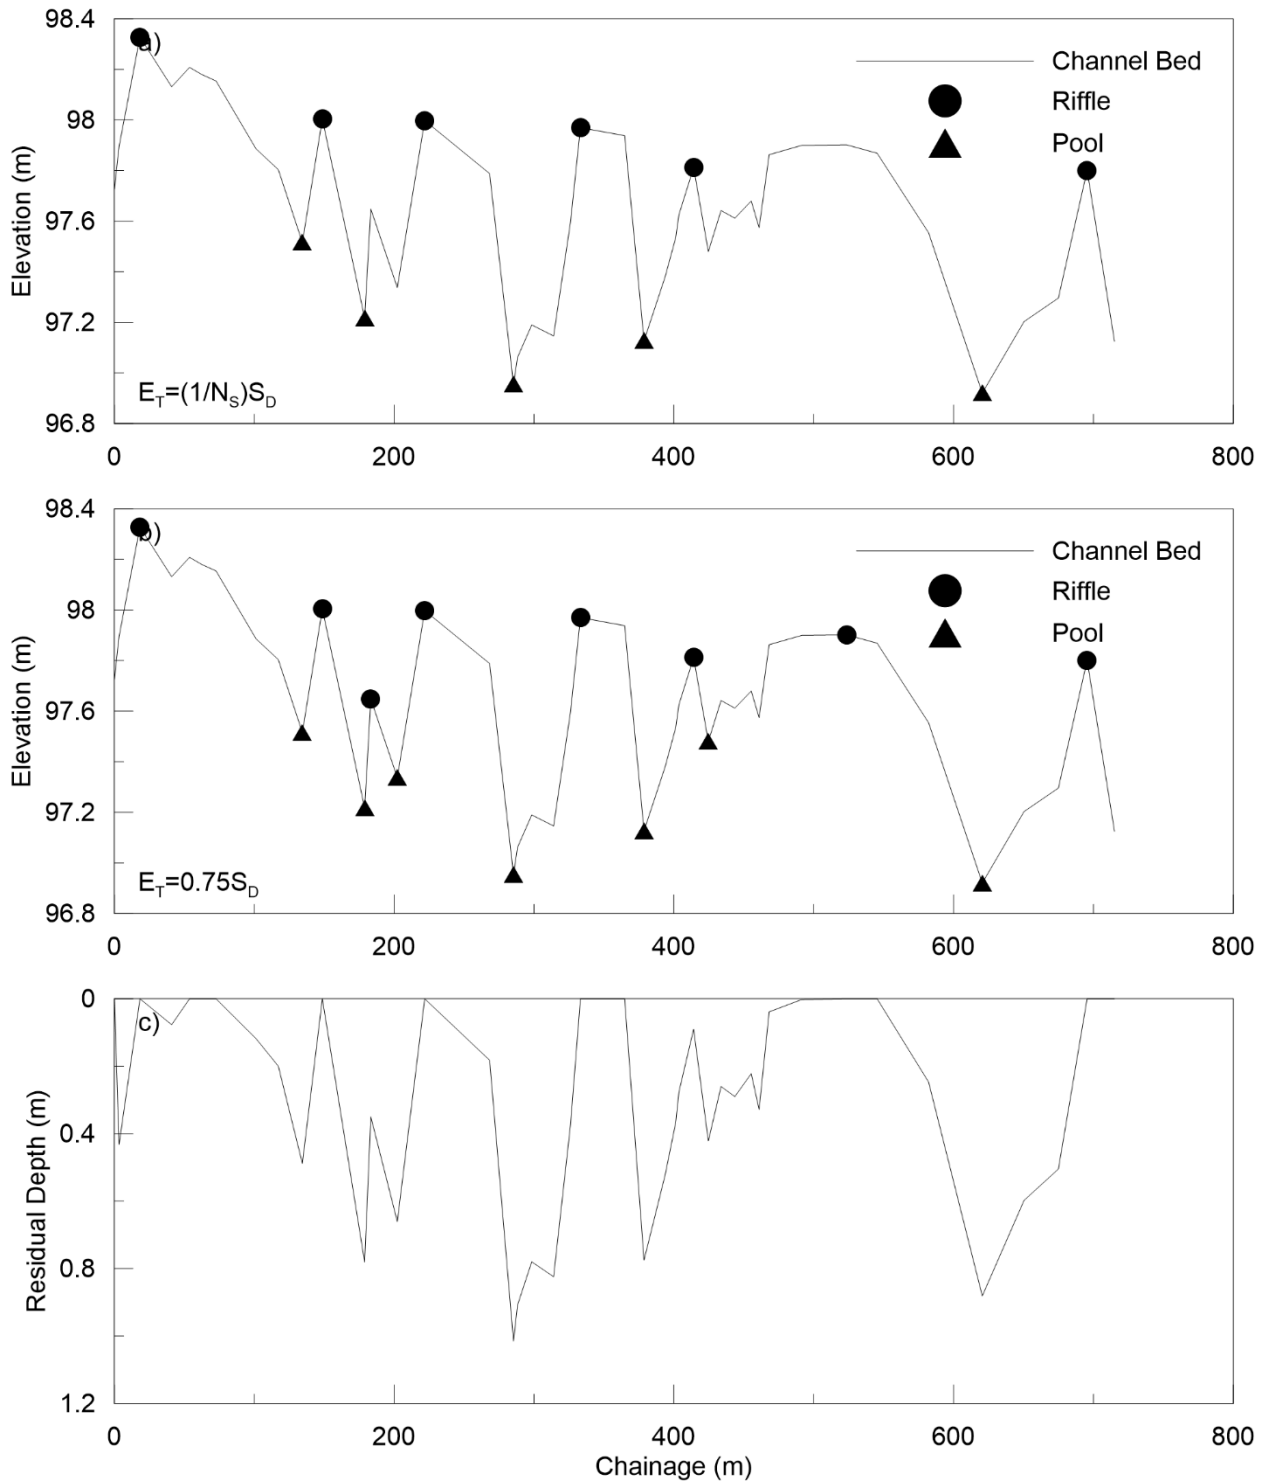 98.4
98
97.6
97.2
96.8
Elevation (m)
a)
Channel Bed
Riffle
Pool
E_T=(1/N_S)S_D
0 200 400 600 800
98.4
98
97.6
97.2
96.8
Elevation (m)
b)
Channel Bed
Riffle
Pool
E_T=0.75S_D
0 200 400 600 800
0
0.4
0.8
1.2
Residual Depth (m)
c)
0 200 400 600 800
Chainage (m)